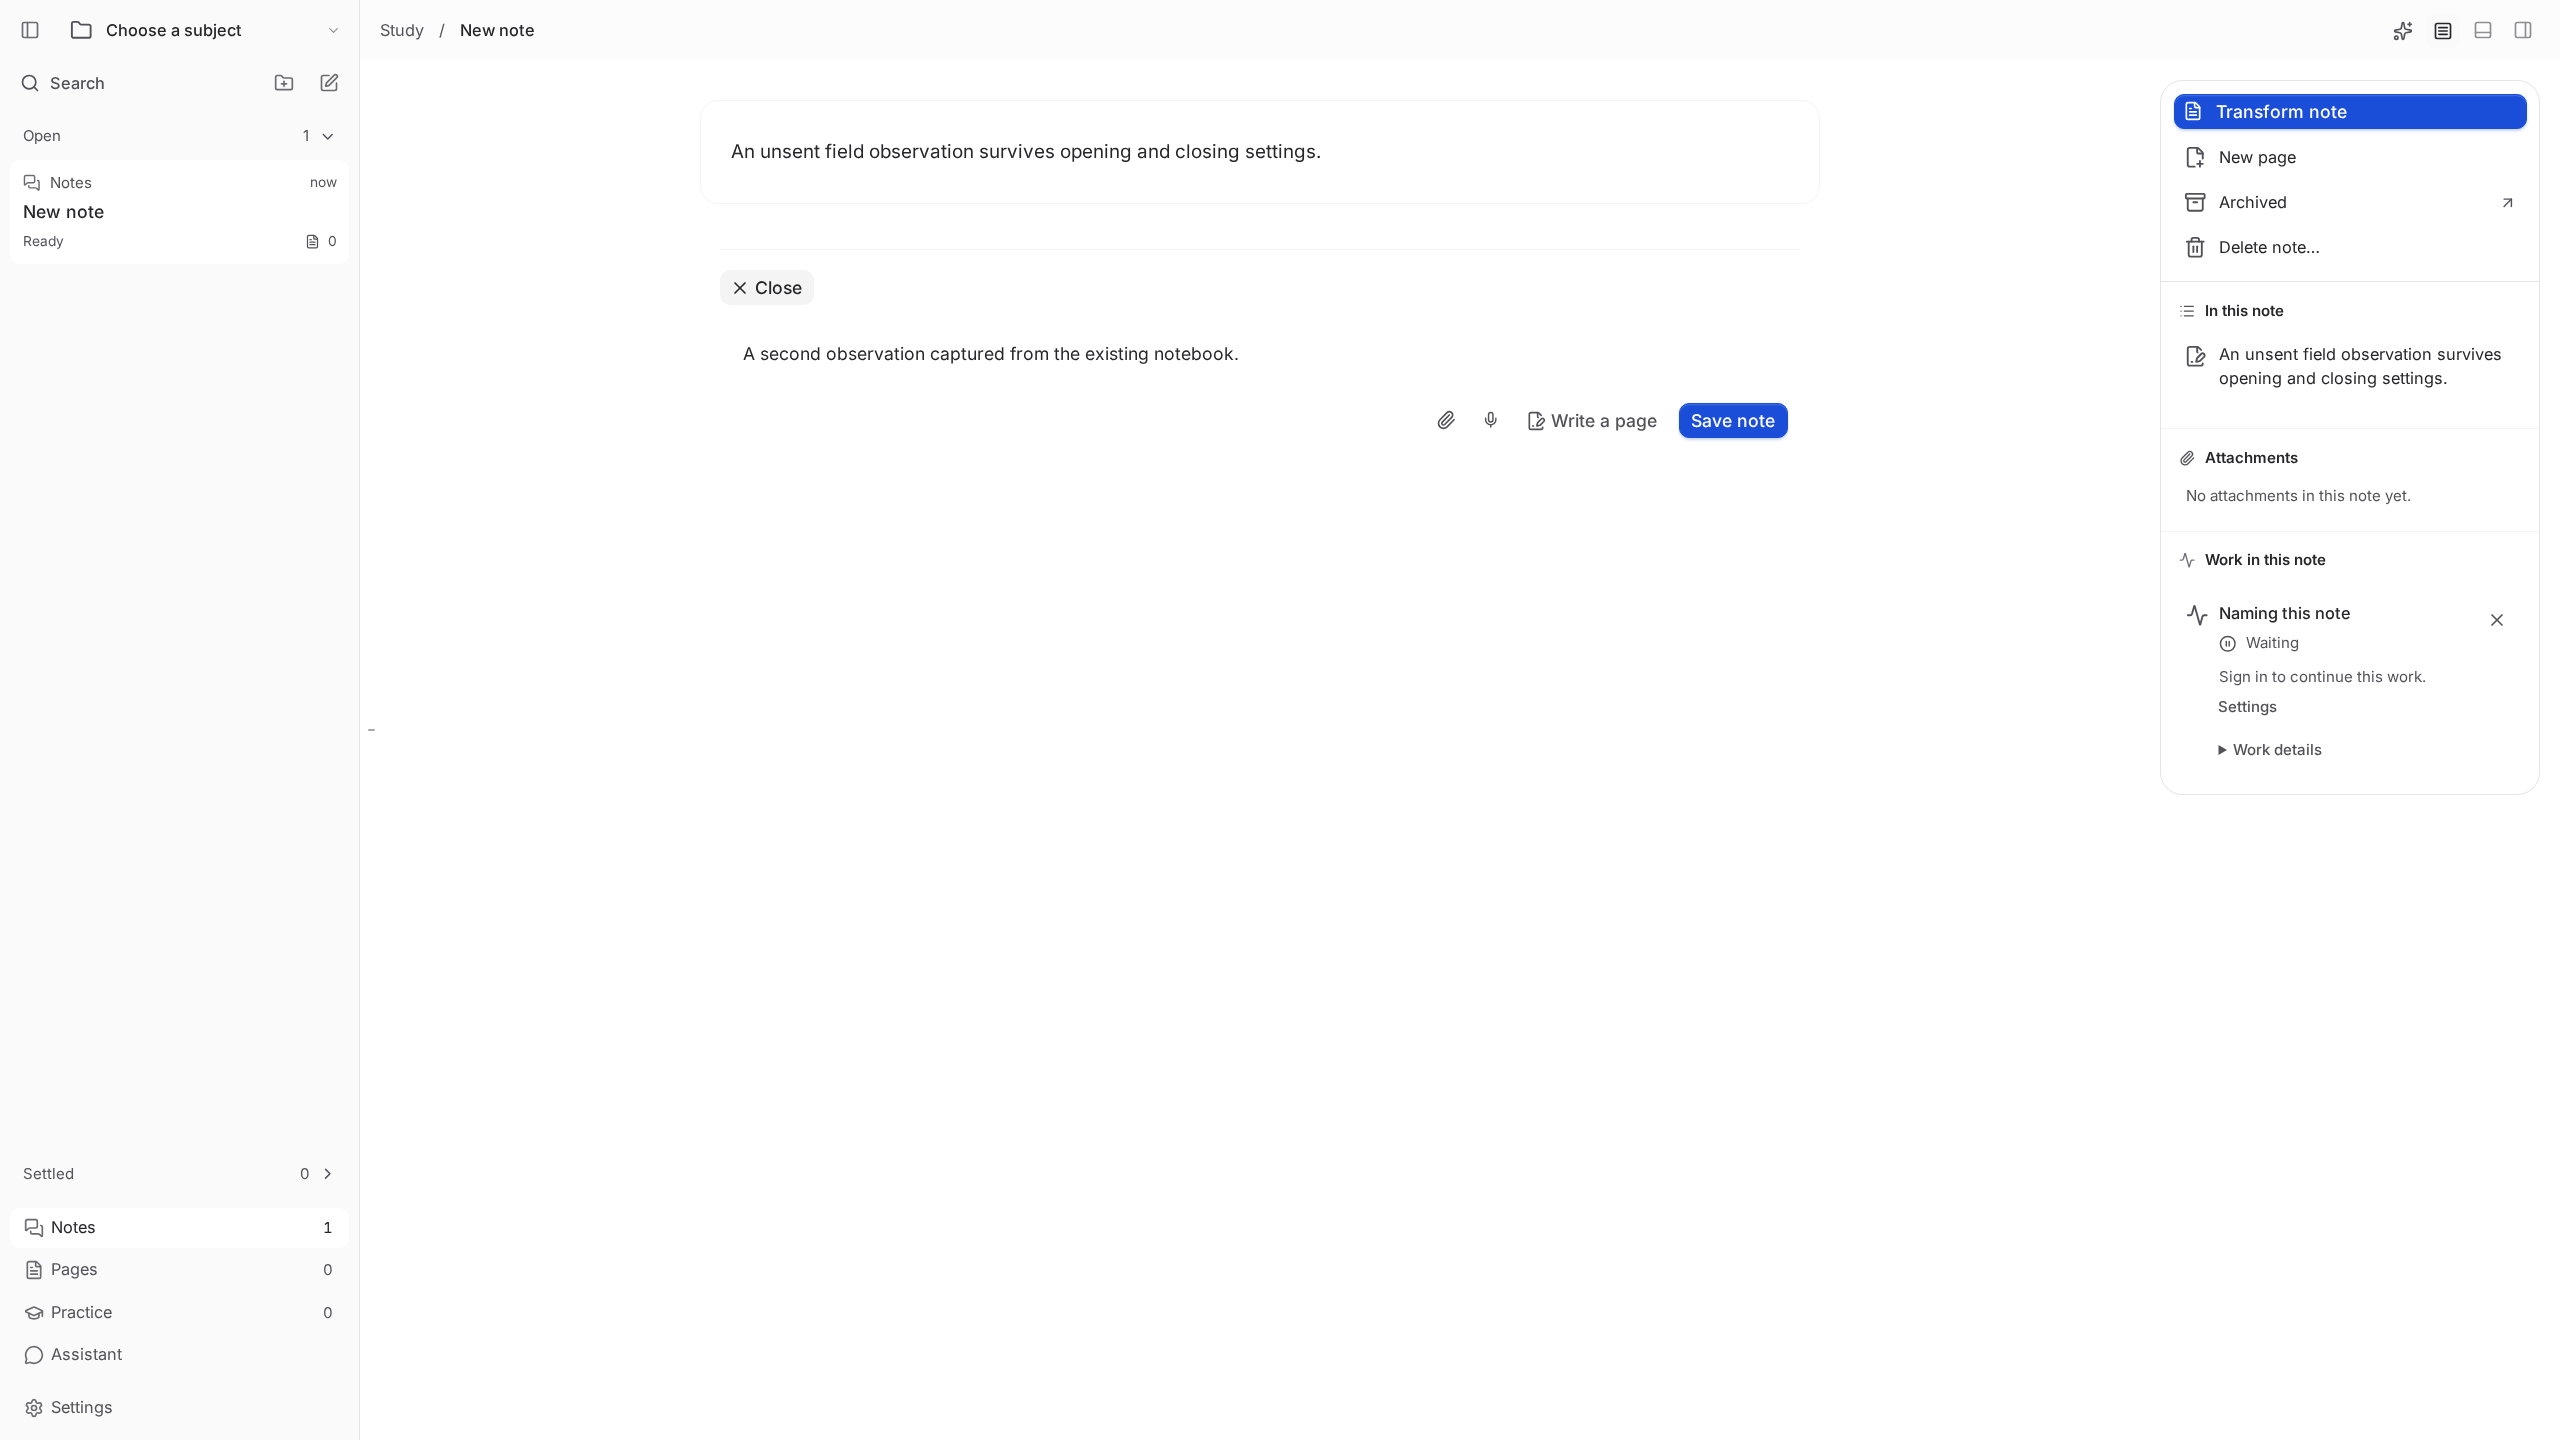 Choose a subject
Study / New note
Search
Open 1
Notes now
New note
Ready 0
Settled 0
Notes 1
Pages 0
Practice 0
Assistant
Settings
An unsent field observation survives opening and closing settings.
Close
A second observation captured from the existing notebook.
Write a page
Save note
Transform note
New page
Archived
Delete note...
In this note
An unsent field observation survives
opening and closing settings.
Attachments
No attachments in this note yet.
Work in this note
Naming this note
Waiting
Sign in to continue this work.
Settings
Work details